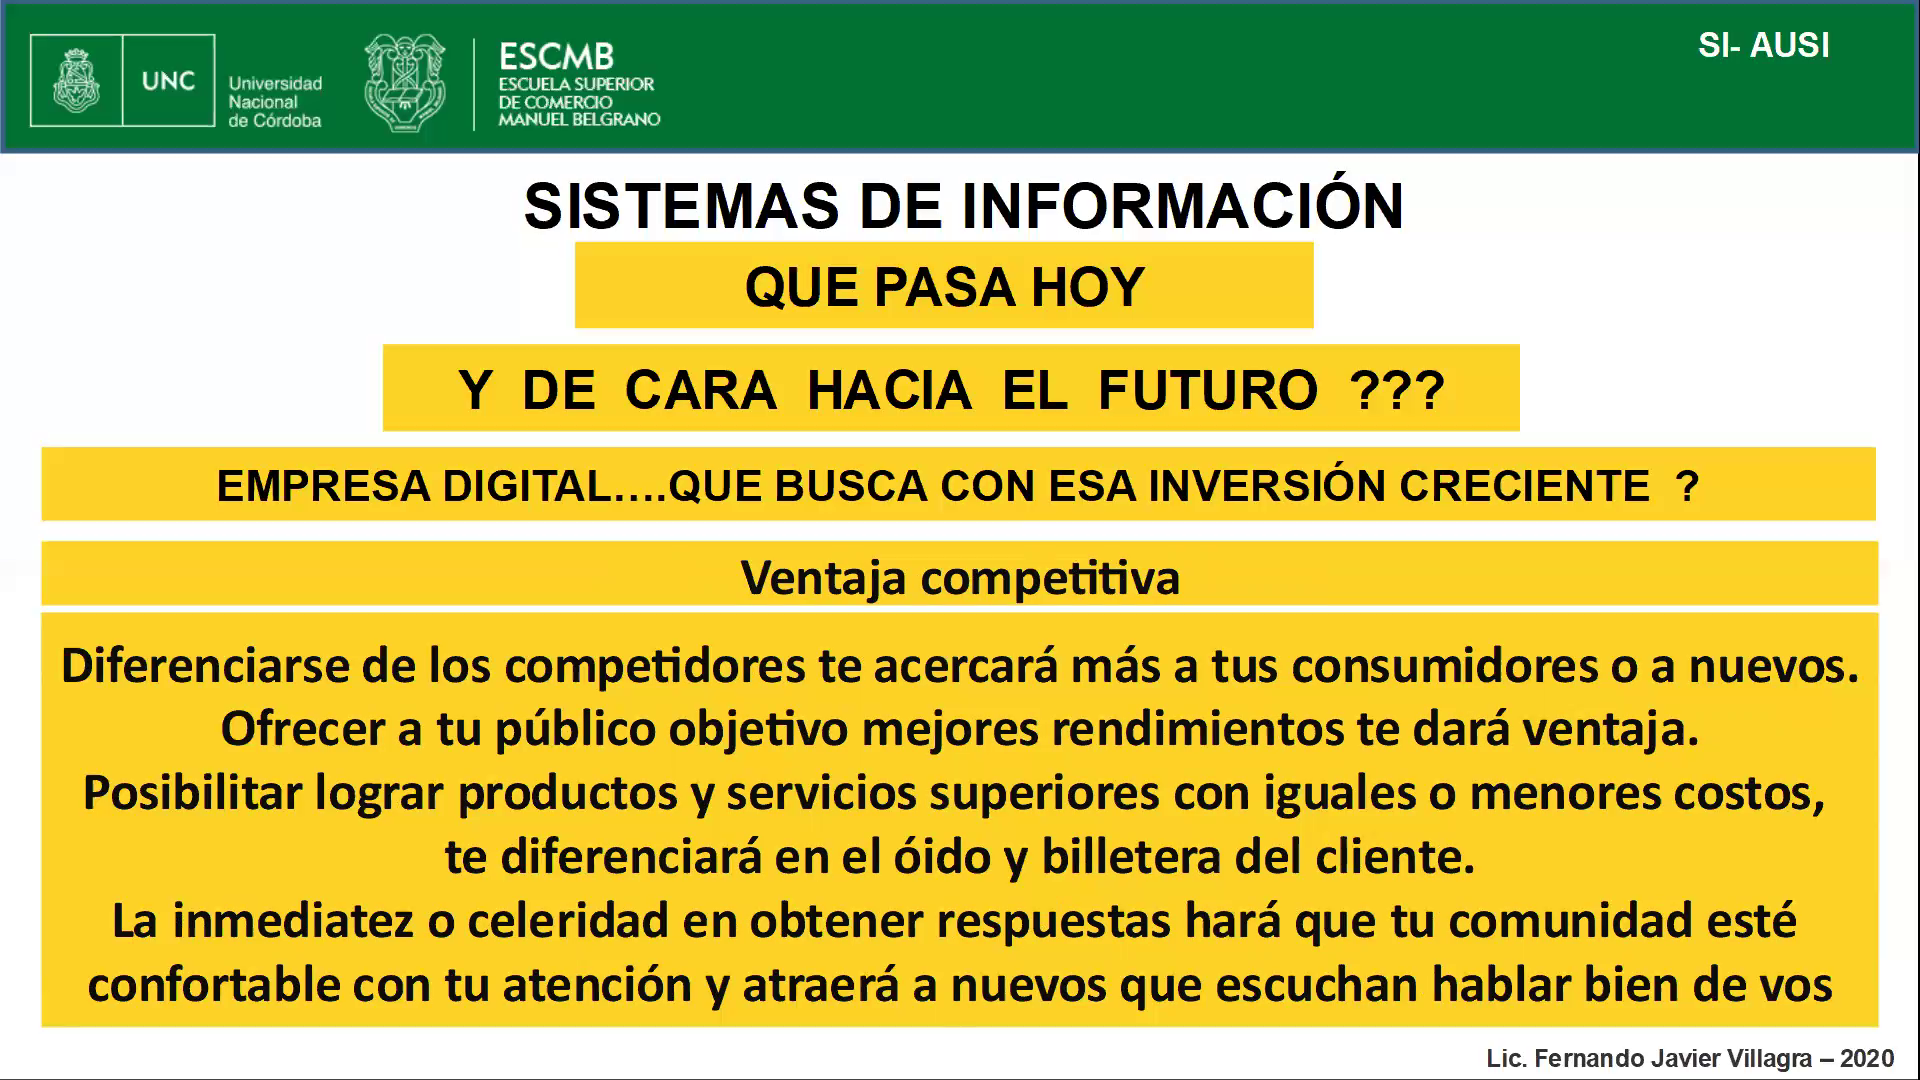 SI- AUSI
UNC
Universidad
Nacional
de Córdoba
ESCMB
ESCUELA SUPERIOR
DE COMERCIO
MANUEL BELGRANO
SISTEMAS DE INFORMACIÓN
QUE PASA HOY
Y DE CARA HACIA EL FUTURO ???
EMPRESA DIGITAL….QUE BUSCA CON ESA INVERSIÓN CRECIENTE ?
Ventaja competitiva
Diferenciarse de los competidores te acercará más a tus consumidores o a nuevos.
Ofrecer a tu público objetivo mejores rendimientos te dará ventaja.
Posibilitar lograr productos y servicios superiores con iguales o menores costos,
te diferenciará en el óido y billetera del cliente.
La inmediatez o celeridad en obtener respuestas hará que tu comunidad esté
confortable con tu atención y atraerá a nuevos que escuchan hablar bien de vos
Lic. Fernando Javier Villagra – 2020